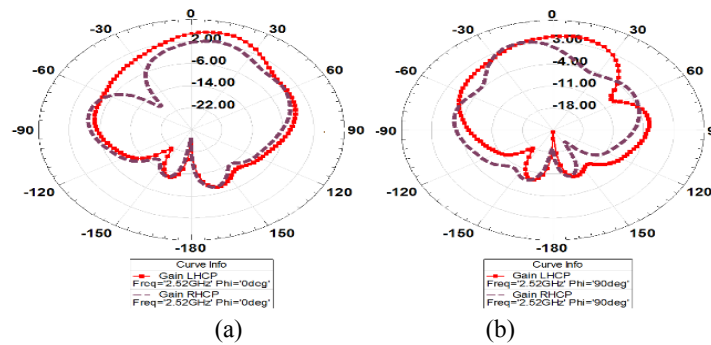 0
-30
30
2.00
-60
-6.00
60
-14.00
-22.00
-90
90
-120
120
-150
150
-180
Curve Info
Gain LHCP
Freq='2.52GHz' Phi='0deg'
Gain RHCP
Freq='2.52GHz' Phi='0deg'
(a)
0
-30
30
3.00
-60
-4.00
60
-11.00
-18.00
-90
9
-120
120
-150
150
-180
Curve Info
Gain LHCP
Freq='2.52GHz' Phi='90deg'
Gain RHCP
Freq='2.52GHz' Phi='90deg'
(b)